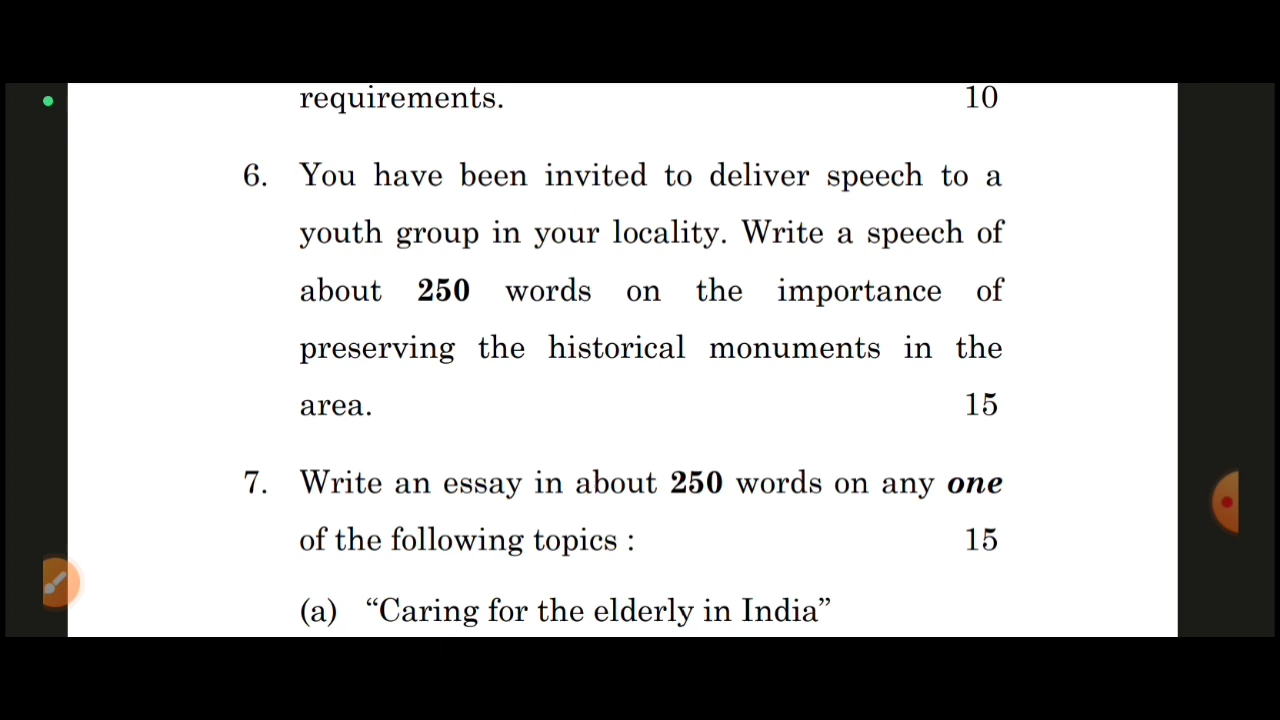 requirements. 10
6. You have been invited to deliver speech to a
youth group in your locality. Write a speech of
about 250 words on the importance of
preserving the historical monuments in the
area. 15
7. Write an essay in about 250 words on any one
of the following topics : 15
(a) “Caring for the elderly in India”